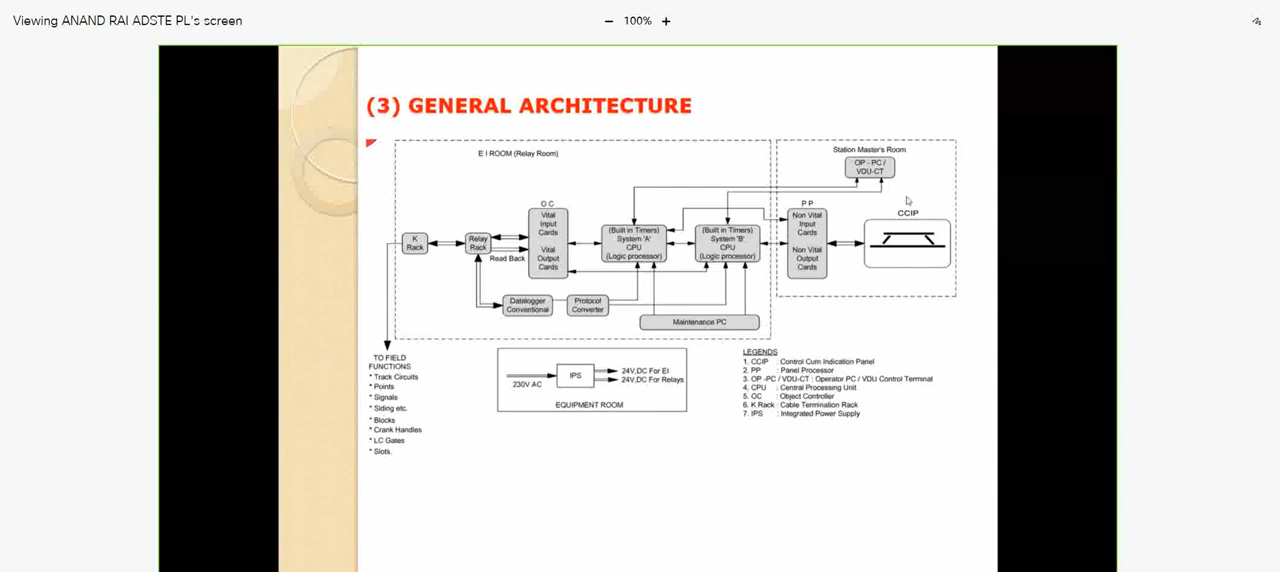 Viewing ANAND RAI ADSTE PL's screen
100%
(3) GENERAL ARCHITECTURE
E I ROOM (Relay Room)
Station Master's Room
OP - PC /
VDU-CT
CCIP
O C
Vital
Input
Cards
Vital
Output
Cards
P P
Non Vital
Input
Cards
Non Vital
Output
Cards
(Built in Timers)
System 'A'
CPU
(Logic processor)
(Built in Timers)
System 'B'
CPU
(Logic processor)
K
Rack
Relay
Rack
Read Back
Datalogger
Conventional
Protocol
Converter
Maintenance PC
TO FIELD
FUNCTIONS
* Track Circuits
* Points
* Signals
* Siding etc.
* Blocks
* Crank Handles
* LC Gates
* Slots.
230V AC
IPS
24V,DC For EI
24V,DC For Relays
EQUIPMENT ROOM
LEGENDS
1. CCIP : Control Cum Indication Panel
2. PP : Panel Processor
3. OP -PC / VDU-CT : Operator PC / VDU Control Terminal
4. CPU : Central Processing Unit
5. OC : Object Controller
6. K Rack : Cable Termination Rack
7. IPS : Integrated Power Supply